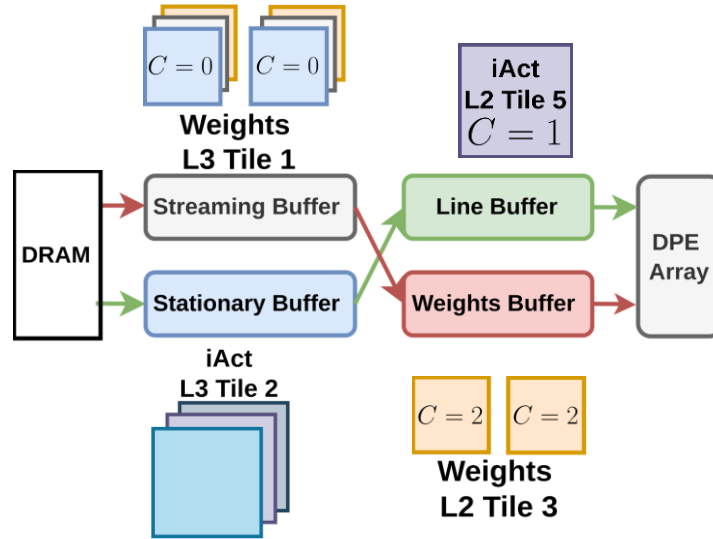 C = 0
C = 0
Weights
L3 Tile 1
iAct
L2 Tile 5
C = 1
DRAM
Streaming Buffer
Line Buffer
DPE
Array
Stationary Buffer
Weights Buffer
iAct
L3 Tile 2
C = 2
C = 2
Weights
L2 Tile 3